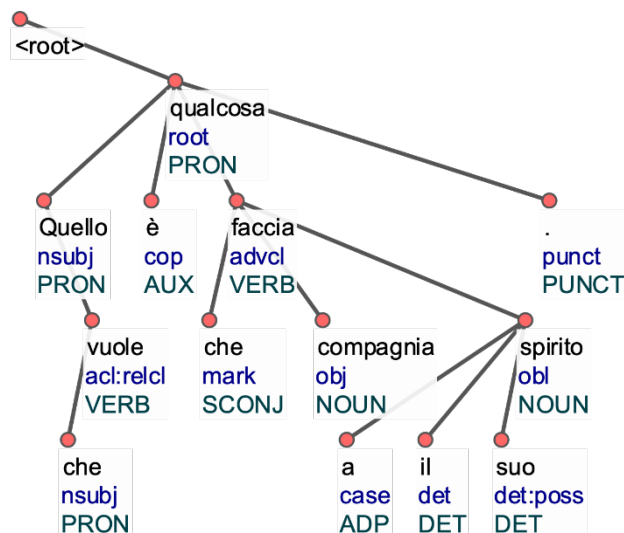 <root>
qualcosa
root
PRON
Quello è faccia .
nsubj cop advcl punct
PRON AUX VERB PUNCT
vuole che compagnia spirito
acl:relcl mark obj obl
VERB SCONJ NOUN NOUN
che a il suo
nsubj case det det:poss
PRON ADP DET DET